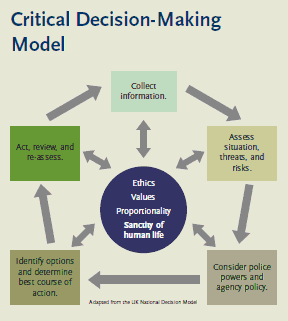 Critical Decision-Making
Model
Collect
information.
Act, review, and
re-assess.
Assess
situation,
threats, and
risks.
Ethics
Values
Proportionality
Sancity of
human life
Identify options
and determine
best course of
action.
Consider police
powers and
agency policy.
Adapted from the UK National Decision Model